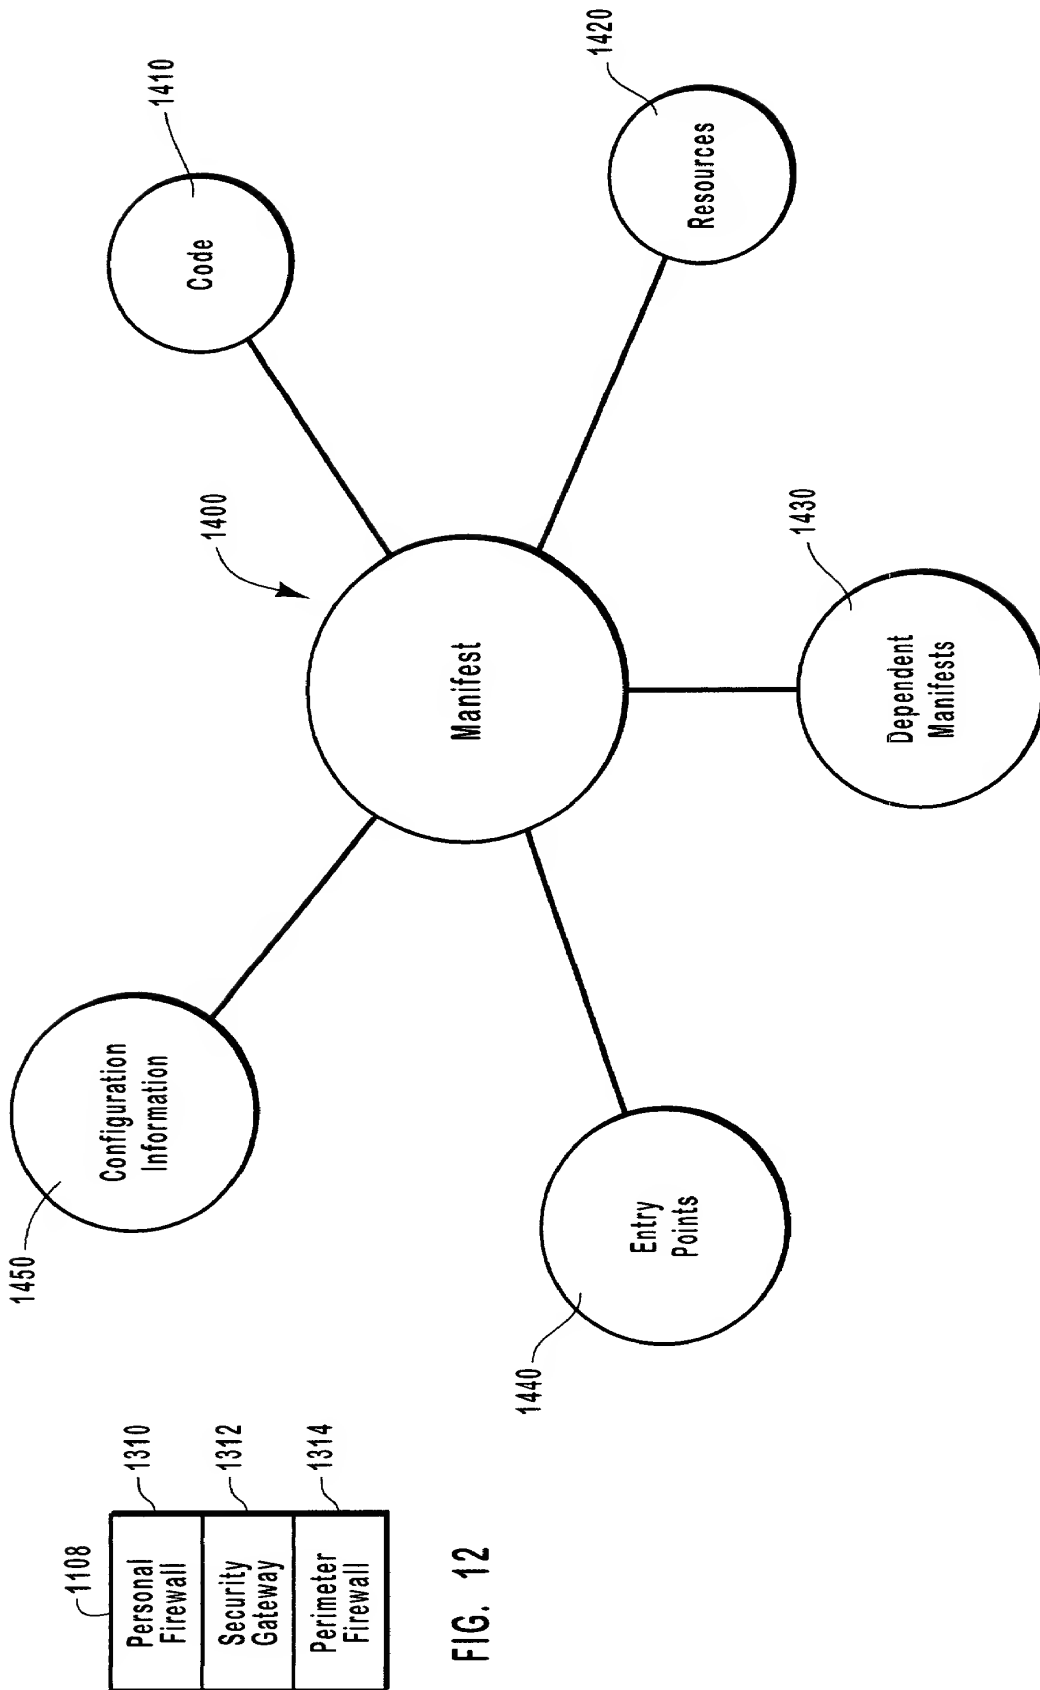 1108
Personal
Firewall
1310
Security
Gateway
1312
Perimeter
Firewall
1314
FIG. 12
1400
Manifest
1410
Code
1420
Resources
1430
Dependent
Manifests
1440
Entry
Points
1450
Configuration
Information